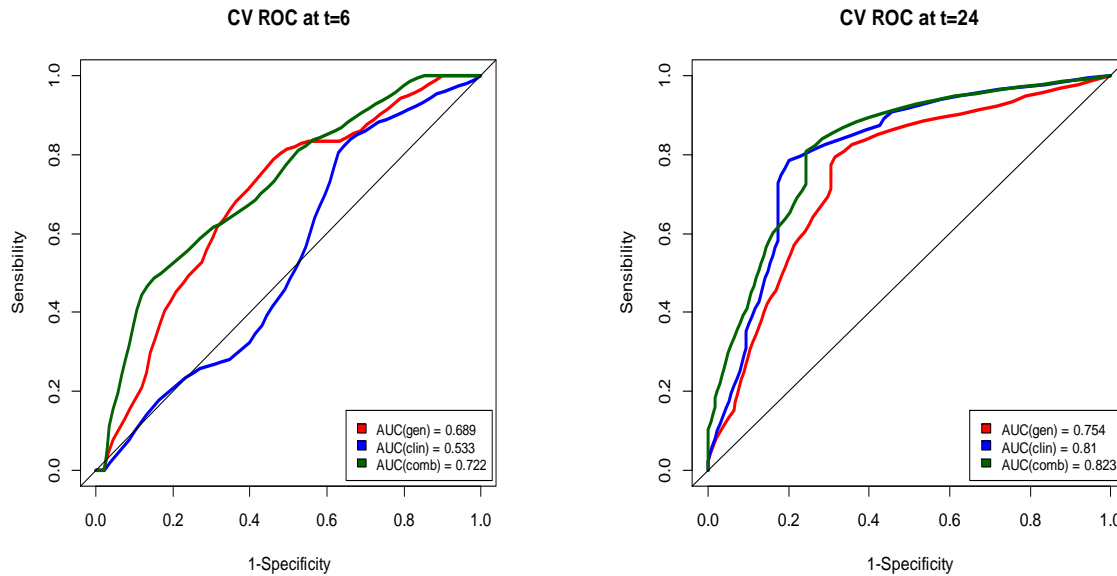 CV ROC at t=6
Sensibility
1.0
0.8
0.6
0.4
0.2
0.0
AUC(gen) = 0.689
AUC(clin) = 0.533
AUC(comb) = 0.722
0.0 0.2 0.4 0.6 0.8 1.0
1-Specificity
CV ROC at t=24
Sensibility
1.0
0.8
0.6
0.4
0.2
0.0
AUC(gen) = 0.754
AUC(clin) = 0.81
AUC(comb) = 0.823
0.0 0.2 0.4 0.6 0.8 1.0
1-Specificity